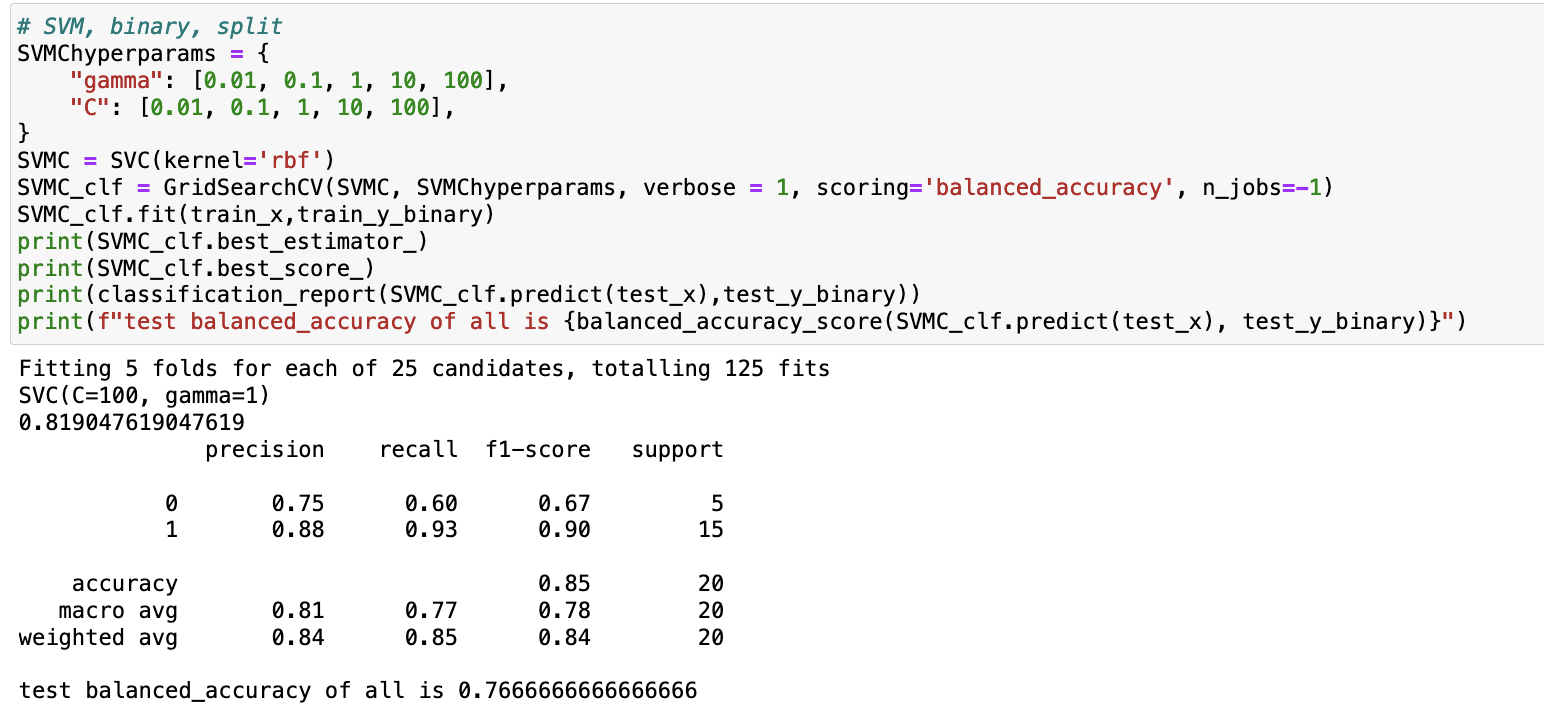 # SVM, binary, split
SVMChyperparams = {
    "gamma": [0.01, 0.1, 1, 10, 100],
    "C": [0.01, 0.1, 1, 10, 100],
}
SVMC = SVC(kernel='rbf')
SVMC_clf = GridSearchCV(SVMC, SVMChyperparams, verbose = 1, scoring='balanced_accuracy', n_jobs=-1)
SVMC_clf.fit(train_x,train_y_binary)
print(SVMC_clf.best_estimator_)
print(SVMC_clf.best_score_)
print(classification_report(SVMC_clf.predict(test_x),test_y_binary))
print(f"test balanced_accuracy of all is {balanced_accuracy_score(SVMC_clf.predict(test_x), test_y_binary)}")
Fitting 5 folds for each of 25 candidates, totalling 125 fits
SVC(C=100, gamma=1)
0.819047619047619
              precision    recall  f1-score   support
           0       0.75      0.60      0.67         5
           1       0.88      0.93      0.90        15
    accuracy                           0.85        20
   macro avg       0.81      0.77      0.78        20
weighted avg       0.84      0.85      0.84        20
test balanced_accuracy of all is 0.7666666666666666